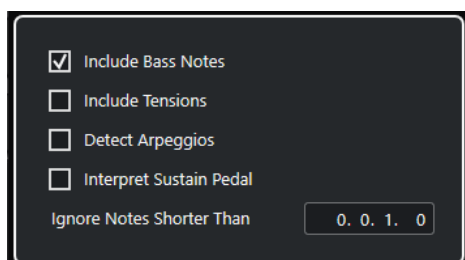 Include Bass Notes
Include Tensions
Detect Arpeggios
Interpret Sustain Pedal
Ignore Notes Shorter Than 0. 0. 1. 0